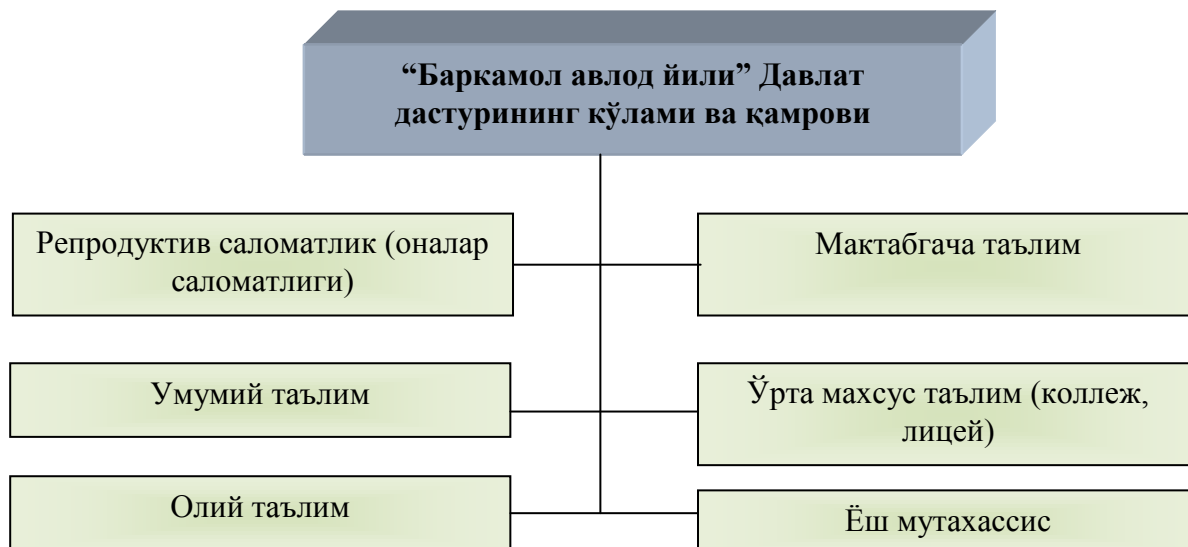 “Баркамол авлод йили” Давлат
дастурининг кўлами ва қамрови
Репродуктив саломатлик (оналар
саломатлиги)
Мактабгача таълим
Умумий таълим
Ўрта махсус таълим (коллеж,
лицей)
Олий таълим
Ёш мутахассис